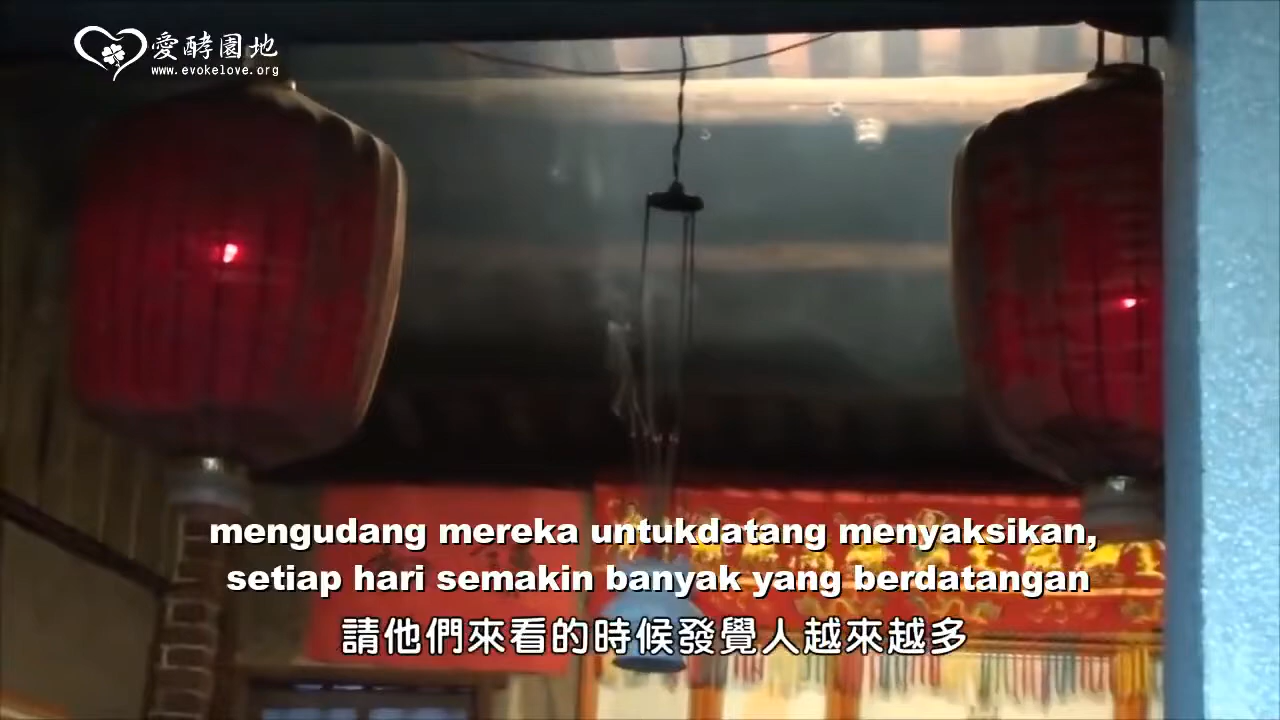 愛酵園地
www.evokelove.org
mengudang mereka untukdatang menyaksikan,
setiap hari semakin banyak yang berdatangan
請他們來看的時候發覺人越來越多